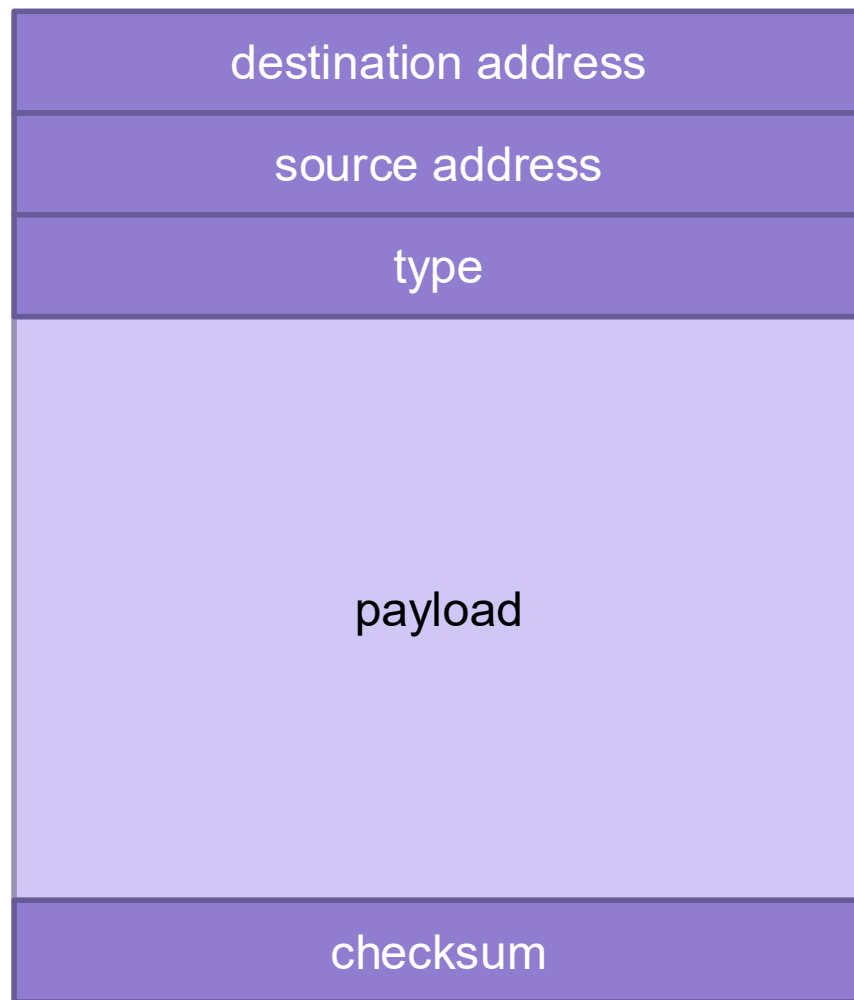 destination address
source address
type
payload
checksum